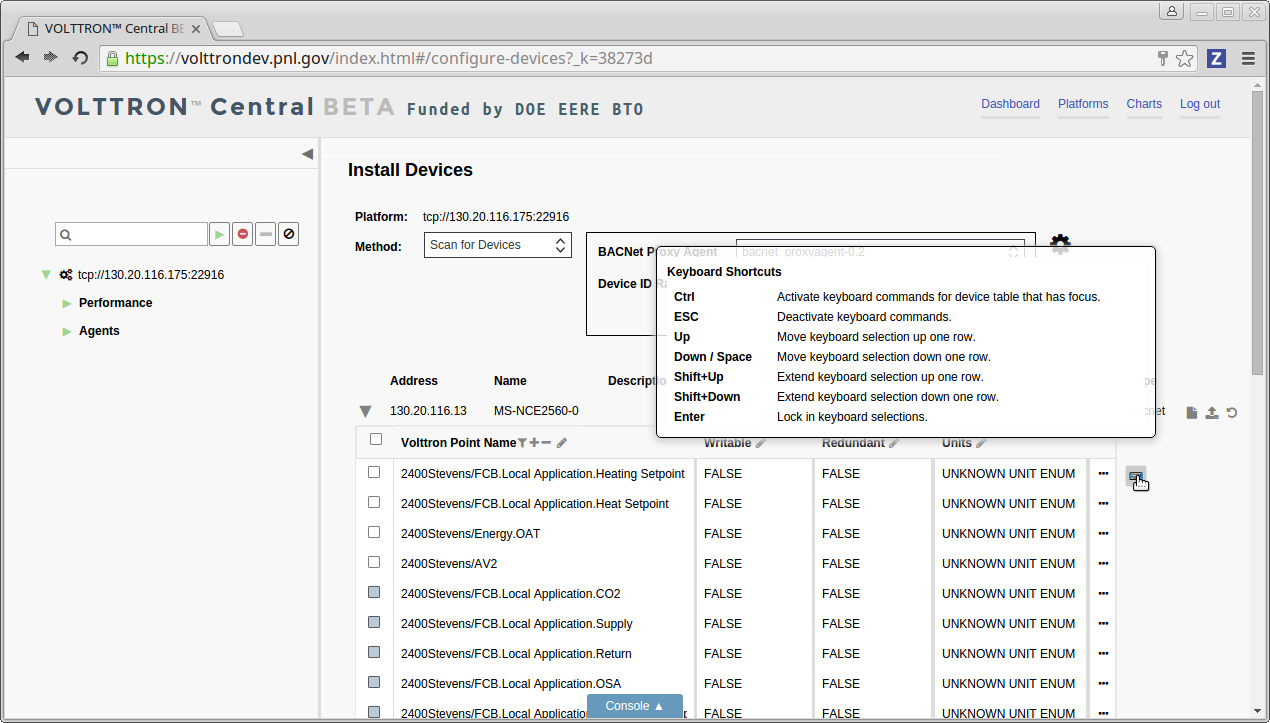 VOLTTRON™ Central BE
https://volttrondev.pnl.gov/index.html#/configure-devices?_k=38273d
Z
VOLTTRON™ Central BETA Funded by DOE EERE BTO
Dashboard Platforms Charts Log out
Install Devices
Platform: tcp://130.20.116.175:22916
Method: Scan for Devices
BACNet Proxy Agent bacnet_proxyagent-0.2
Device ID Ra
tcp://130.20.116.175:22916
Performance
Agents
Keyboard Shortcuts
Ctrl Activate keyboard commands for device table that has focus.
ESC Deactivate keyboard commands.
Up Move keyboard selection up one row.
Down / Space Move keyboard selection down one row.
Shift+Up Extend keyboard selection up one row.
Shift+Down Extend keyboard selection down one row.
Enter Lock in keyboard selections.
Address Name Descriptio pe
130.20.116.13 MS-NCE2560-0 net
Volttron Point Name Writable Redundant Units
2400Stevens/FCB.Local Application.Heating Setpoint FALSE FALSE UNKNOWN UNIT ENUM
2400Stevens/FCB.Local Application.Heat Setpoint FALSE FALSE UNKNOWN UNIT ENUM
2400Stevens/Energy.OAT FALSE FALSE UNKNOWN UNIT ENUM
2400Stevens/AV2 FALSE FALSE UNKNOWN UNIT ENUM
2400Stevens/FCB.Local Application.CO2 FALSE FALSE UNKNOWN UNIT ENUM
2400Stevens/FCB.Local Application.Supply FALSE FALSE UNKNOWN UNIT ENUM
2400Stevens/FCB.Local Application.Return FALSE FALSE UNKNOWN UNIT ENUM
2400Stevens/FCB.Local Application.OSA FALSE FALSE UNKNOWN UNIT ENUM
2400Stevens/FCB.Local Application FALSE FALSE UNKNOWN UNIT ENUM
Console ▲